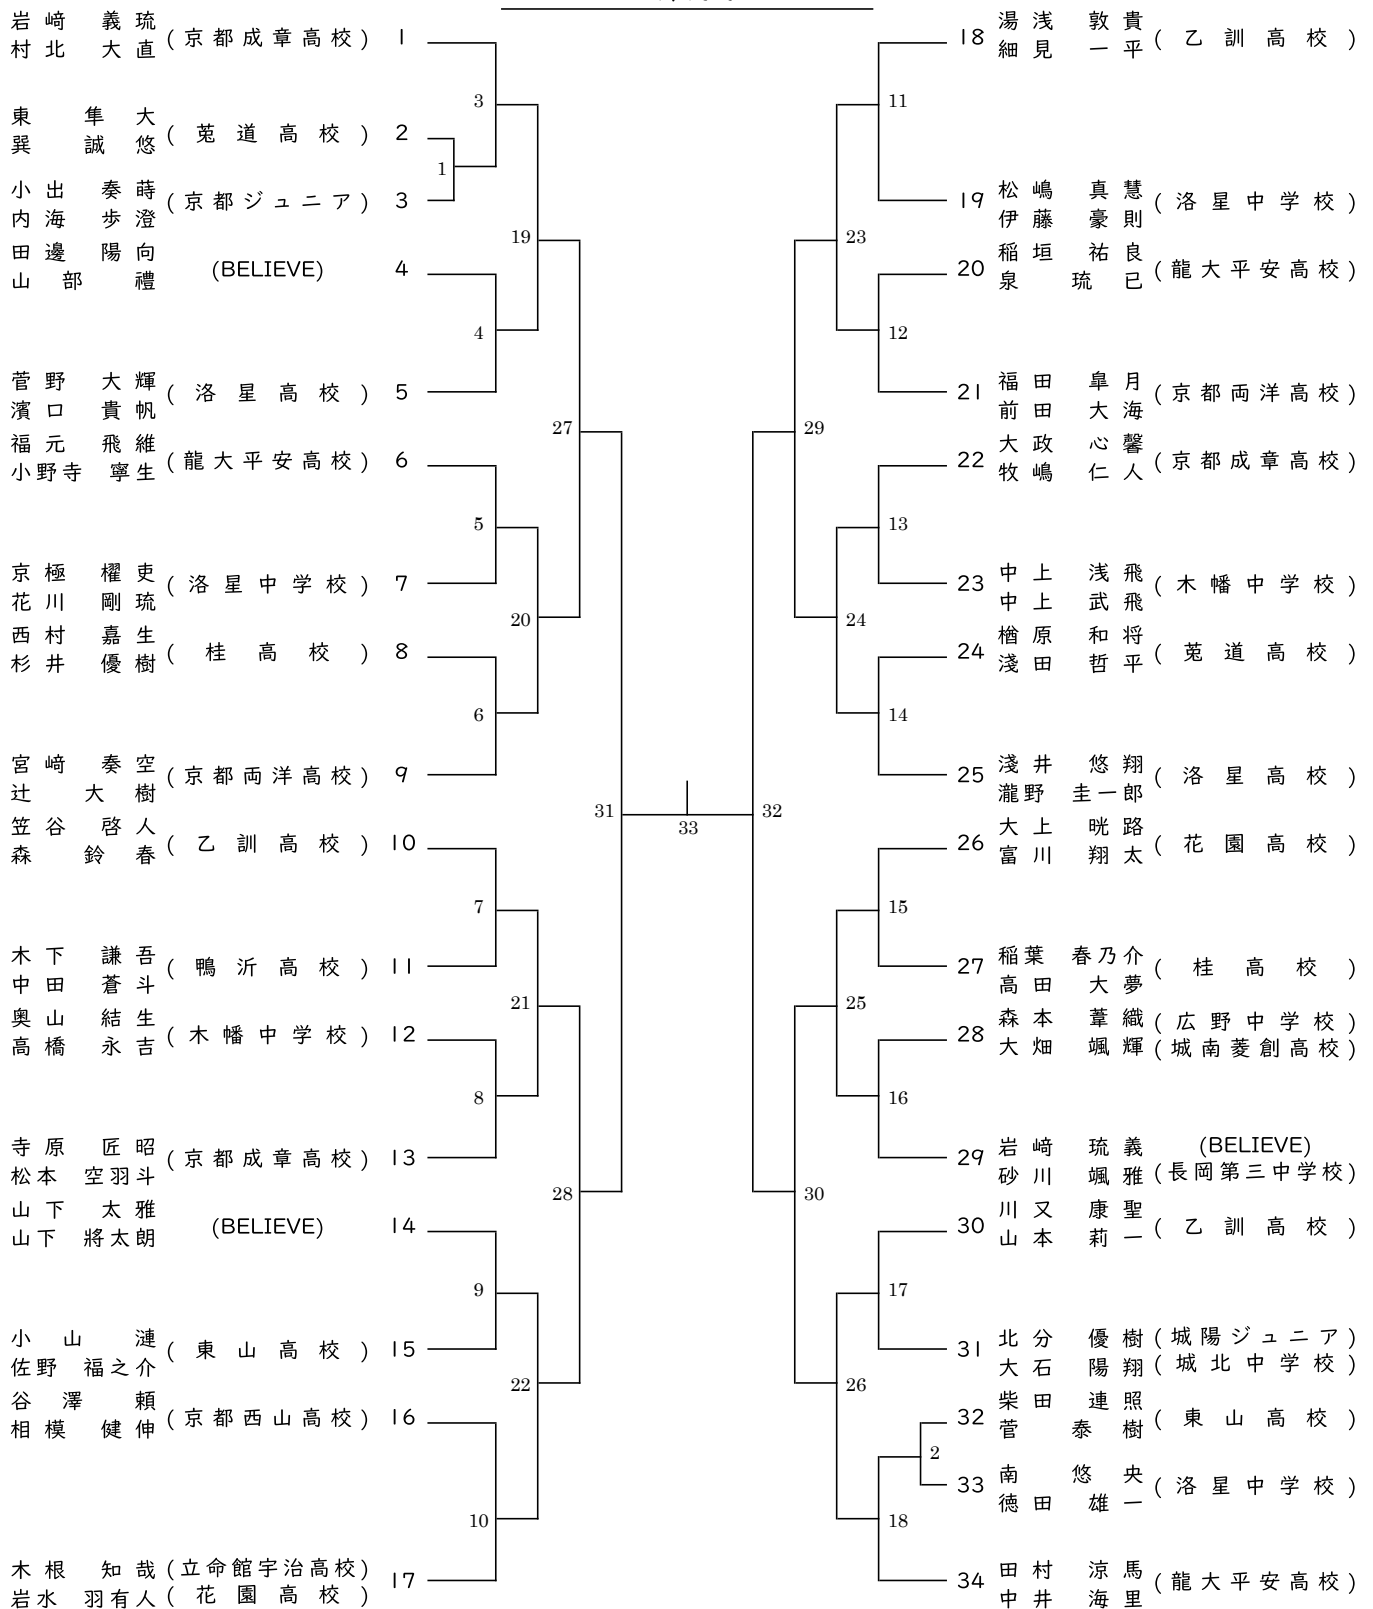 岩﨑 義琉 (京都成章高校) 1
村北 大直
3
東 隼大 (莵道高校) 2
巽 誠悠
1
小出 奏蒔 (京都ジュニア) 3
内海 歩澄
19
田邊 陽向 (BELIEVE) 4
山部 禮
4
菅野 大輝 (洛星高校) 5
濱口 貴帆
27
福元 飛維 (龍大平安高校) 6
小野寺 寧生
5
京極 櫂吏 (洛星中学校) 7
花川 剛琉
20
西村 嘉生 (桂高校) 8
杉井 優樹
6
宮﨑 奏空 (京都両洋高校) 9
辻 大樹
31
笠谷 啓人 (乙訓高校) 10
森 鈴春
7
木下 謙吾 (鴨沂高校) 11
中田 蒼斗
21
奥山 結生 (木幡中学校) 12
高橋 永吉
8
寺原 匠昭 (京都成章高校) 13
松本 空羽斗
28
山下 太雅 (BELIEVE) 14
山下 將太朗
9
小山 漣 (東山高校) 15
佐野 福之介
22
谷澤 頼 (京都西山高校) 16
相模 健伸
10
木根 知哉 (立命館宇治高校) 17
岩水 羽有人 (花園高校)
33
18 湯浅 敦貴 (乙訓高校)
細見 一平
11
19 松嶋 真慧 (洛星中学校)
伊藤 豪則
23
20 稲垣 祐良 (龍大平安高校)
泉 琉已
12
21 福田 皐月 (京都両洋高校)
前田 大海
29
22 大政 心馨 (京都成章高校)
牧嶋 仁人
13
23 中上 浅飛 (木幡中学校)
中上 武飛
24
24 楢原 和将 (莵道高校)
淺田 哲平
14
25 淺井 悠翔 (洛星高校)
瀧野 圭一郎
32
26 大上 晄路 (花園高校)
富川 翔太
15
27 稲葉 春乃介 (桂高校)
高田 大夢
25
28 森本 葦織 (広野中学校)
大畑 颯輝 (城南菱創高校)
16
29 岩﨑 琉義 (BELIEVE)
砂川 颯雅 (長岡第三中学校)
30
30 川又 康聖 (乙訓高校)
山本 莉一
17
31 北分 優樹 (城陽ジュニア)
大石 陽翔 (城北中学校)
26
32 柴田 連照 (東山高校)
菅 泰樹
2
33 南 悠央 (洛星中学校)
徳田 雄一
18
34 田村 涼馬 (龍大平安高校)
中井 海里